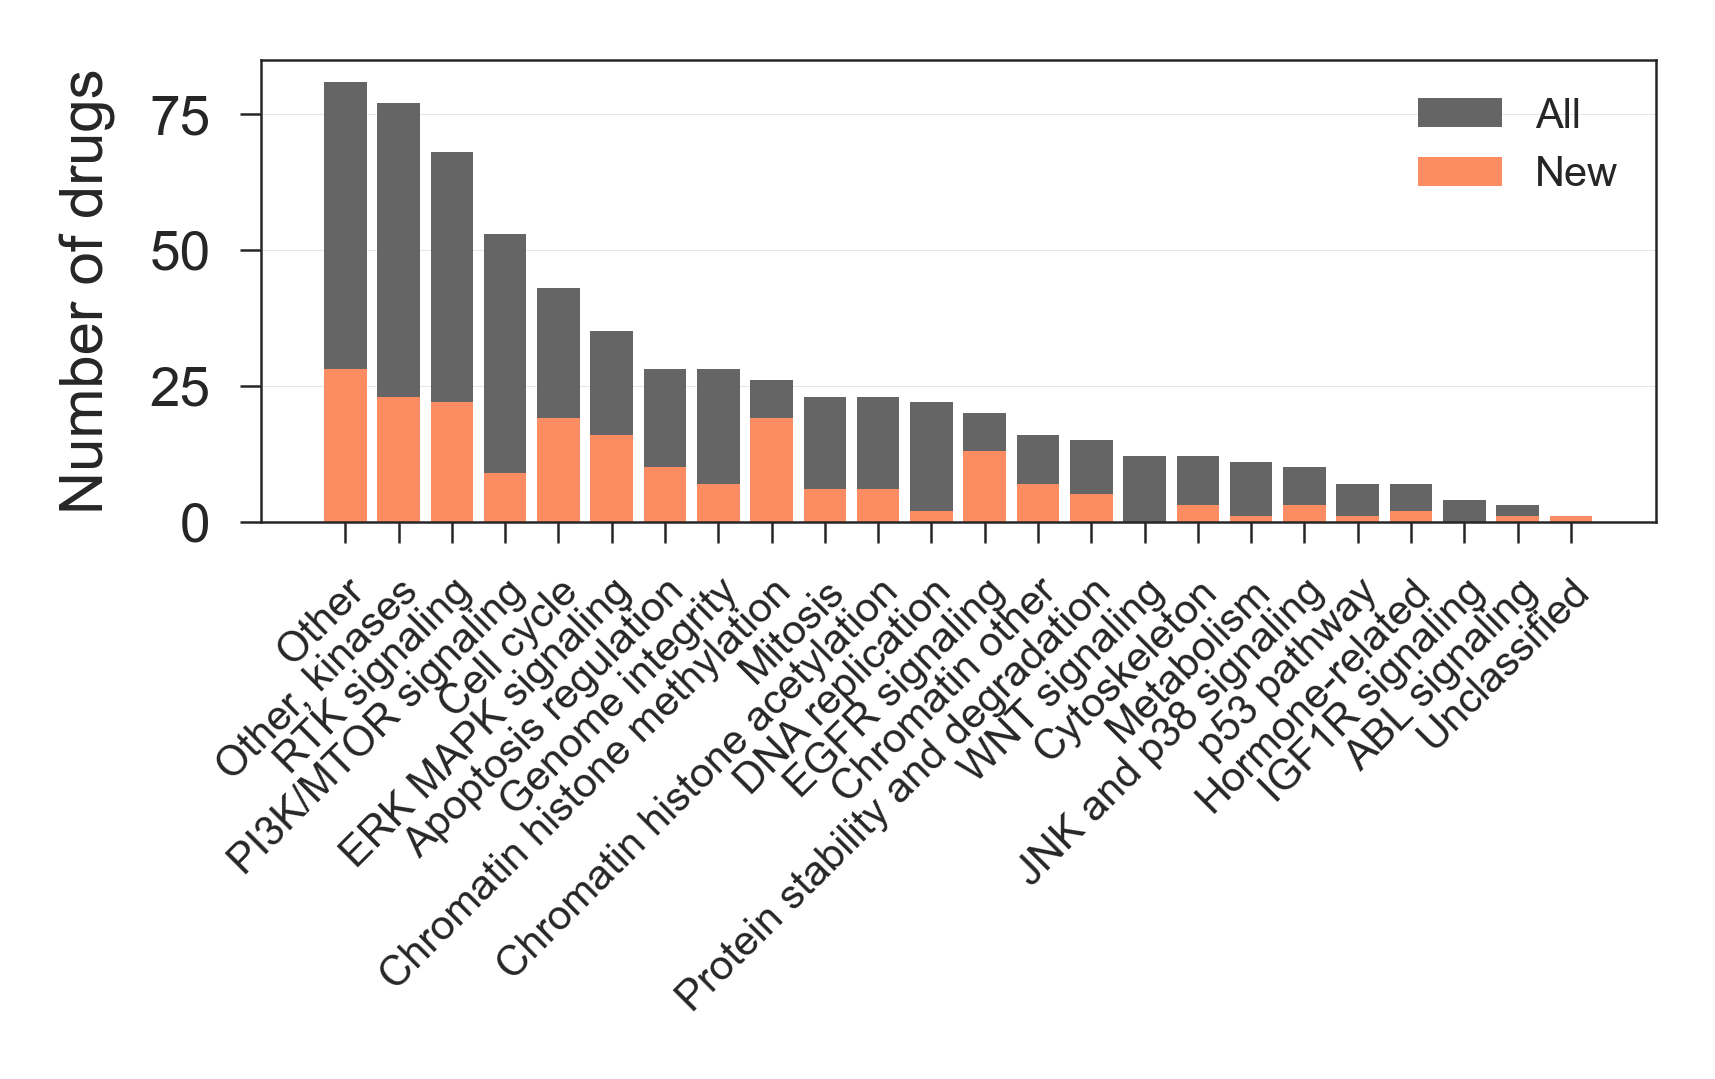 Number of drugs
75
50
25
0
All
New
Other
Other, kinases
RTK signaling
PI3K/MTOR signaling
Cell cycle
ERK MAPK signaling
Apoptosis regulation
Genome integrity
Chromatin histone methylation
Mitosis
Chromatin histone acetylation
DNA replication
EGFR signaling
Chromatin other
Protein stability and degradation
WNT signaling
Cytoskeleton
Metabolism
JNK and p38 signaling
p53 pathway
Hormone-related
IGF1R signaling
ABL signaling
Unclassified